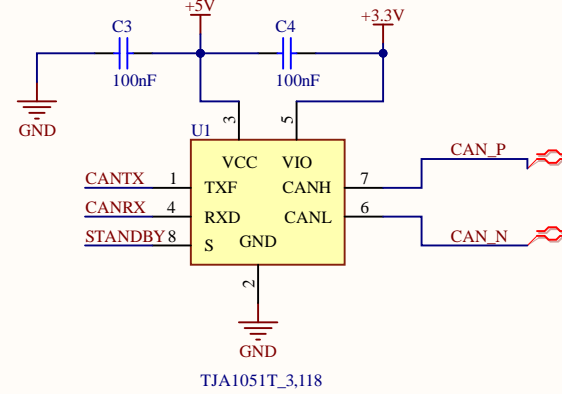 +5V
+3.3V
C3
C4
100nF
100nF
GND
U1
3
5
VCC
VIO
CANTX
1
TXF
CANH
7
CAN_P
CANRX
4
RXD
CANL
6
STANDBY
8
S
GND
CAN_N
2
GND
TJA1051T_3,118